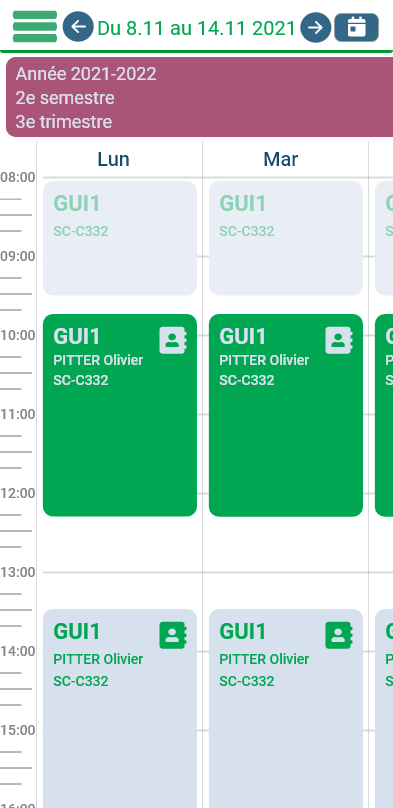 Du 8.11 au 14.11 2021
Année 2021-2022
2e semestre
3e trimestre
Lun
Mar
08:00
GUI1
SC-C332
GUI1
SC-C332
09:00
10:00
GUI1
PITTER Olivier
SC-C332
GUI1
PITTER Olivier
SC-C332
11:00
12:00
13:00
GUI1
PITTER Olivier
SC-C332
GUI1
PITTER Olivier
SC-C332
14:00
15:00